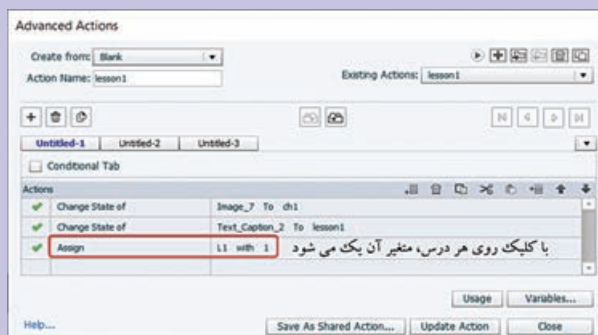 Advanced Actions
Create from: Blank
Action Name: lesson1
Existing Actions: lesson1
Untitled-1 Untitled-2 Untitled-3
Conditional Tab
Actions
Change State of Image_7 To ch1
Change State of Text_Caption_2 To lesson1
Assign L1 with 1 با کلیک روی هر درس، متغیر آن یک می شود
Usage Variables...
Help... Save As Shared Action... Update Action Close